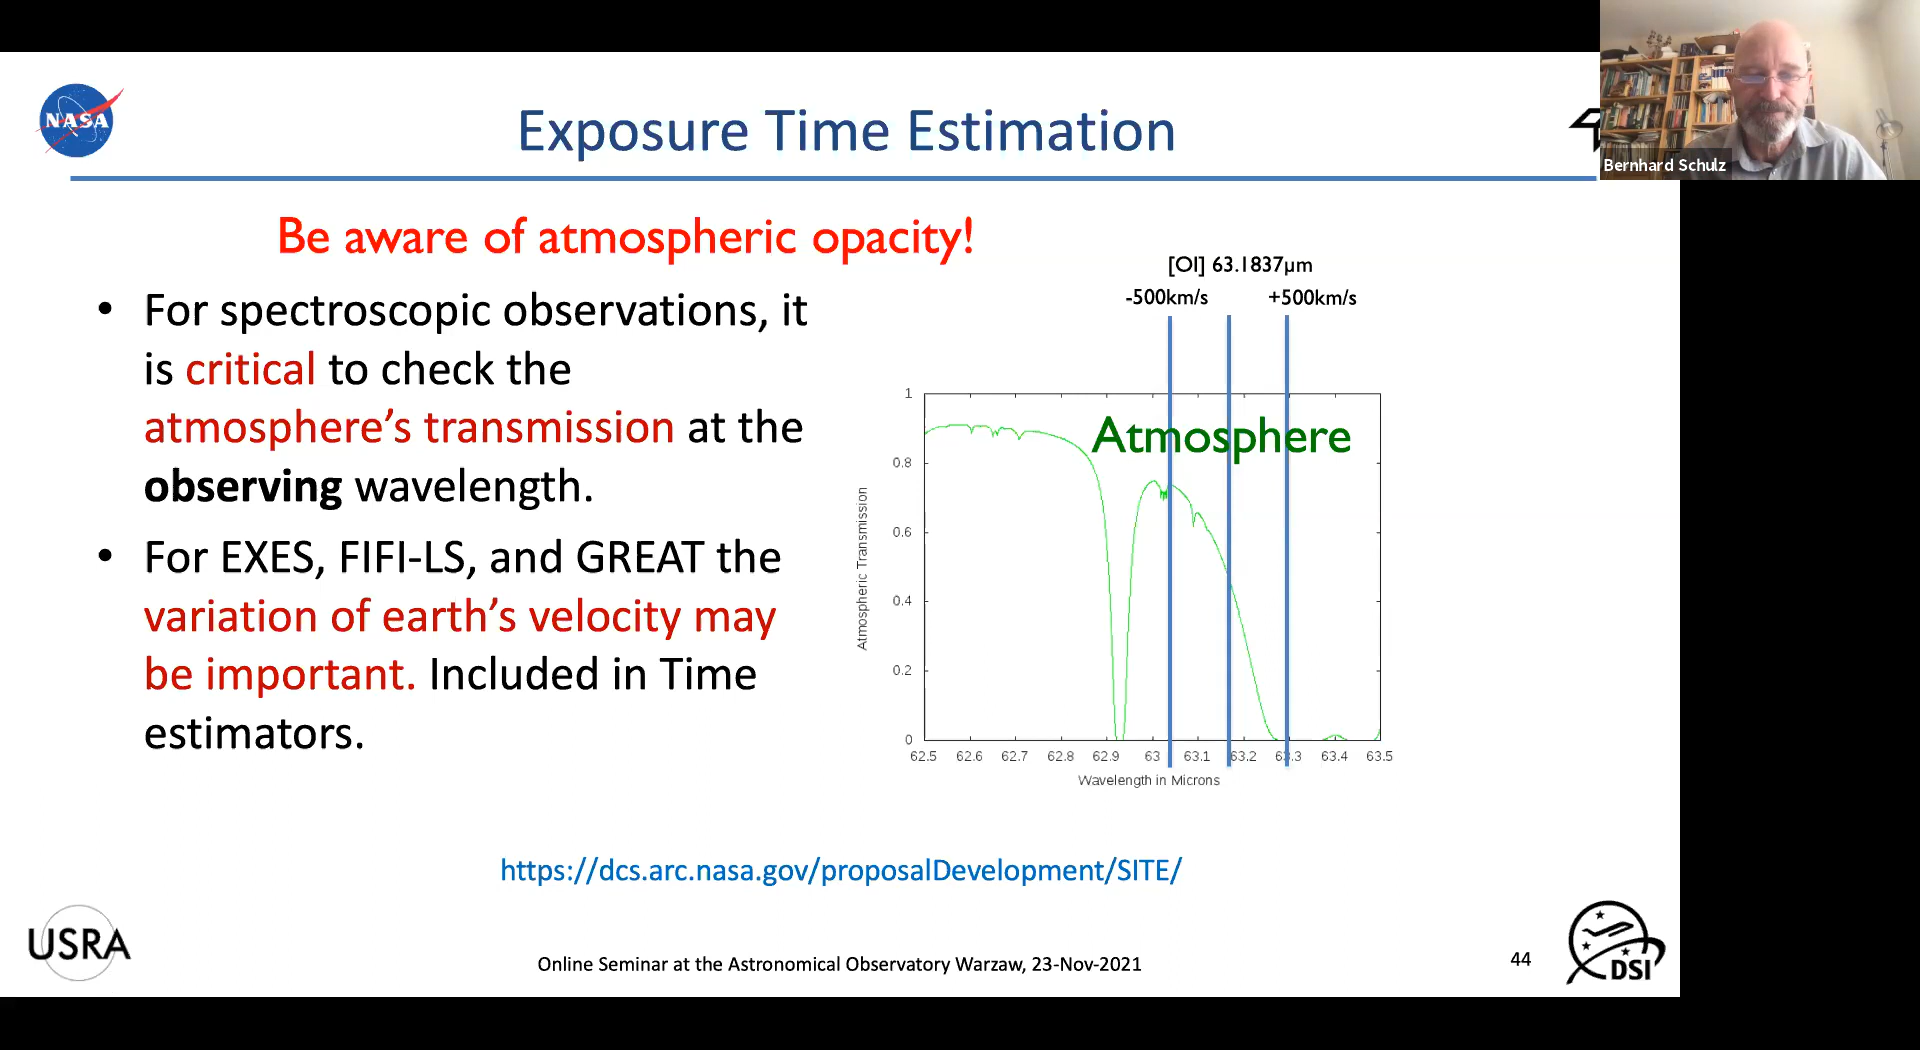 NASA
Exposure Time Estimation
Bernhard Schulz
Be aware of atmospheric opacity!
• For spectroscopic observations, it
is critical to check the
atmosphere’s transmission at the
observing wavelength.
• For EXES, FIFI-LS, and GREAT the
variation of earth’s velocity may
be important. Included in Time
estimators.
[OI] 63.1837µm
-500km/s +500km/s
Atmosphere
1
0.8
0.6
0.4
0.2
0
Atmospheric Transmission
62.5 62.6 62.7 62.8 62.9 63 63.1 63.2 63.3 63.4 63.5
Wavelength in Microns
https://dcs.arc.nasa.gov/proposalDevelopment/SITE/
USRA
Online Seminar at the Astronomical Observatory Warzaw, 23-Nov-2021
44
DSI